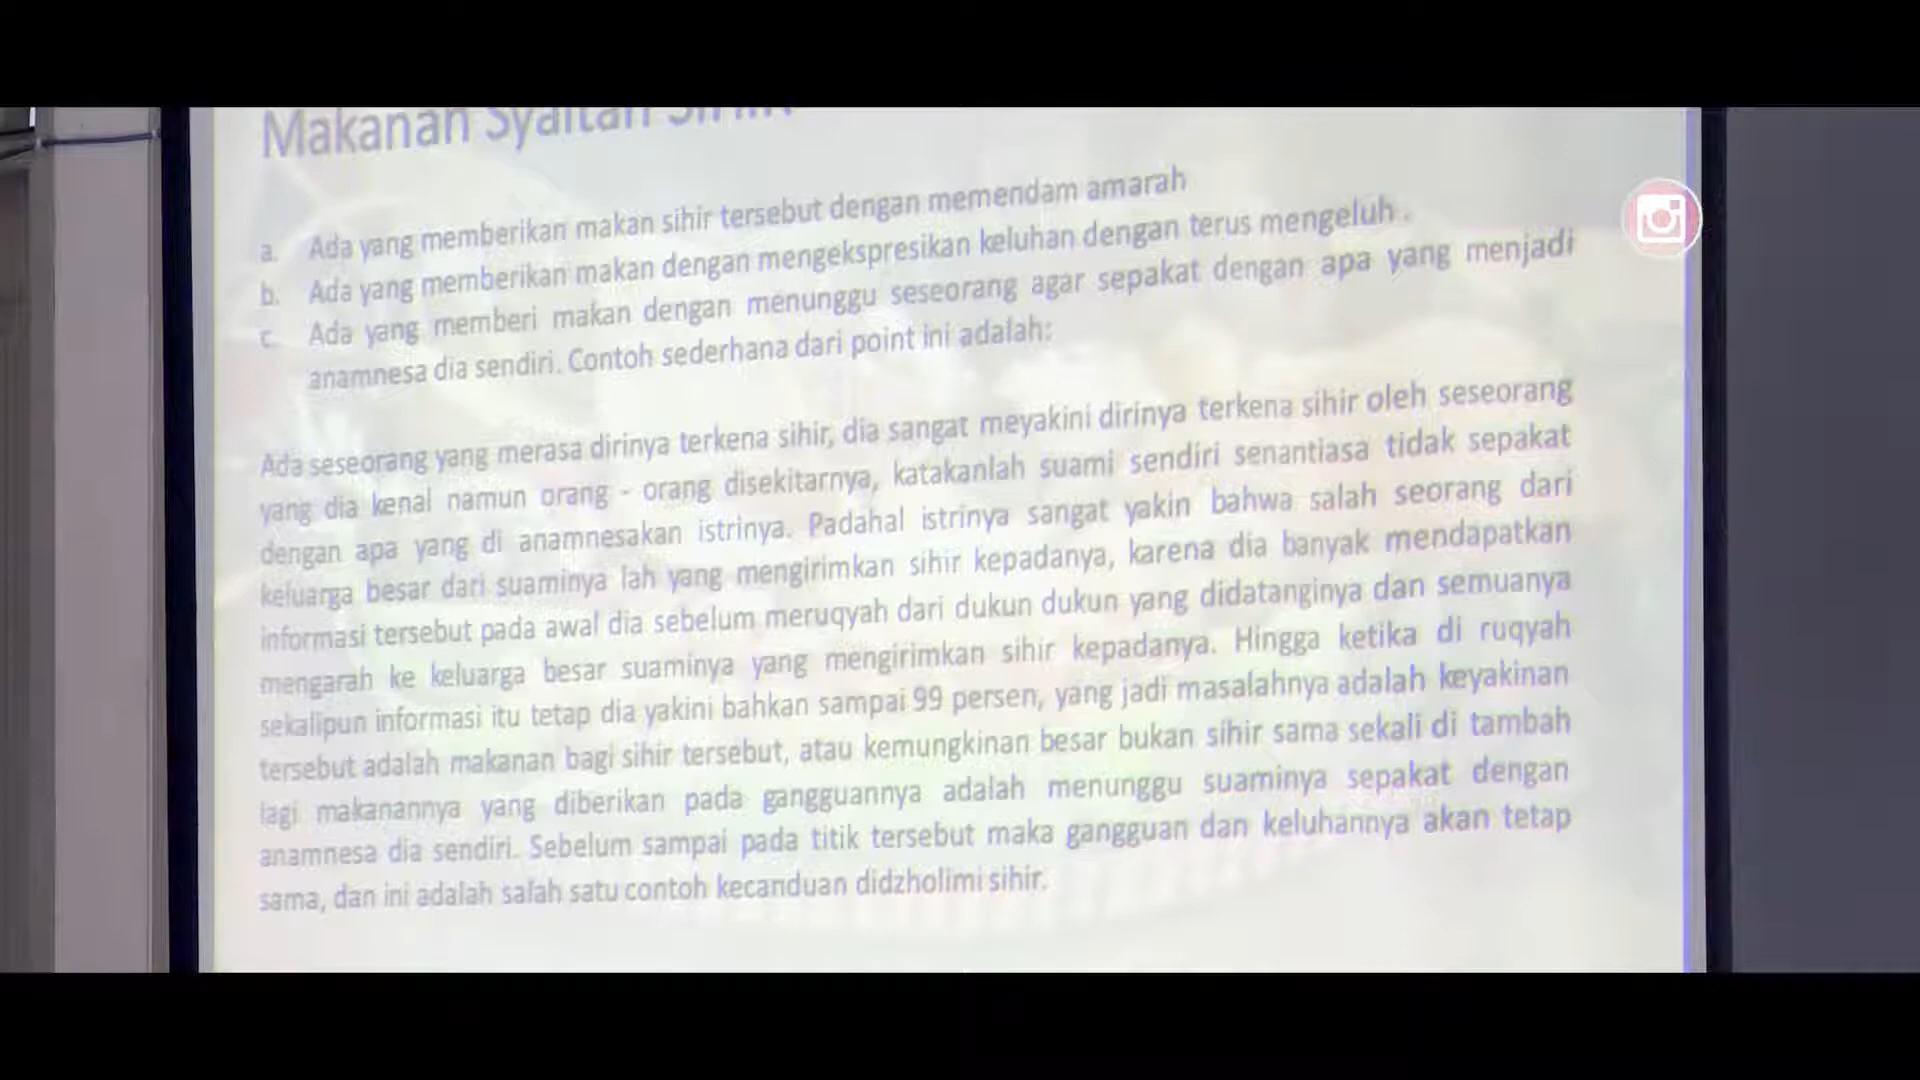 Makanan Syaitan
a. Ada yang memberikan makan sihir tersebut dengan memendam amarah
b. Ada yang memberikan makan dengan mengekspresikan keluhan dengan terus mengeluh .
c. Ada yang memberi makan dengan menunggu seseorang agar sepakat dengan apa yang menjadi
anamnesa dia sendiri. Contoh sederhana dari point ini adalah:
Ada seseorang yang merasa dirinya terkena sihir, dia sangat meyakini dirinya terkena sihir oleh seseorang
yang dia kenal namun orang - orang disekitarnya, katakanlah suami sendiri senantiasa tidak sepakat
dengan apa yang di anamnesakan istrinya. Padahal istrinya sangat yakin bahwa salah seorang dari
keluarga besar dari suaminya lah yang mengirimkan sihir kepadanya, karena dia banyak mendapatkan
informasi tersebut pada awal dia sebelum meruqyah dari dukun dukun yang didatanginya dan semuanya
mengarah ke keluarga besar suaminya yang mengirimkan sihir kepadanya. Hingga ketika di ruqyah
sekalipun informasi itu tetap dia yakini bahkan sampai 99 persen, yang jadi masalahnya adalah keyakinan
tersebut adalah makanan bagi sihir tersebut, atau kemungkinan besar bukan sihir sama sekali di tambah
lagi makanannya yang diberikan pada gangguannya adalah menunggu suaminya sepakat dengan
anamnesa dia sendiri. Sebelum sampai pada titik tersebut maka gangguan dan keluhannya akan tetap
sama, dan ini adalah salah satu contoh kecanduan didzholimi sihir.